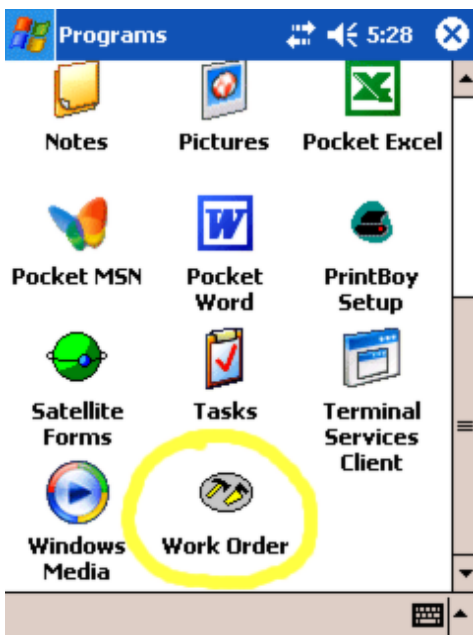 Programs 5:28
Notes Pictures Pocket Excel
Pocket MSN Pocket Word PrintBoy Setup
Satellite Forms Tasks Terminal Services Client
Windows Media Work Order